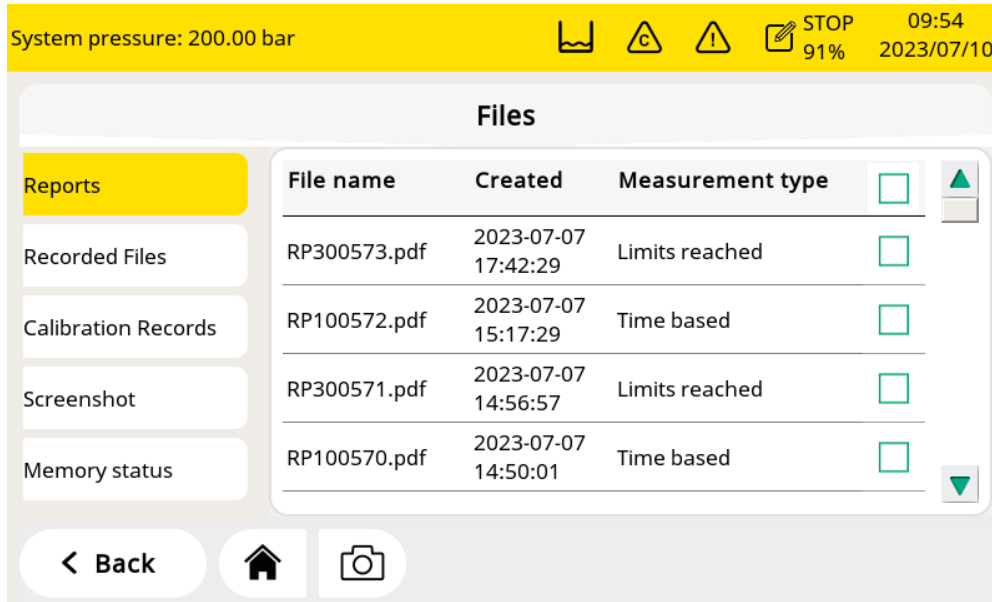 System pressure: 200.00 bar
C
!
STOP
91%
09:54
2023/07/10
Files
Reports
Recorded Files
Calibration Records
Screenshot
Memory status
File name Created Measurement type
RP300573.pdf 2023-07-07 17:42:29 Limits reached
RP100572.pdf 2023-07-07 15:17:29 Time based
RP300571.pdf 2023-07-07 14:56:57 Limits reached
RP100570.pdf 2023-07-07 14:50:01 Time based
Back